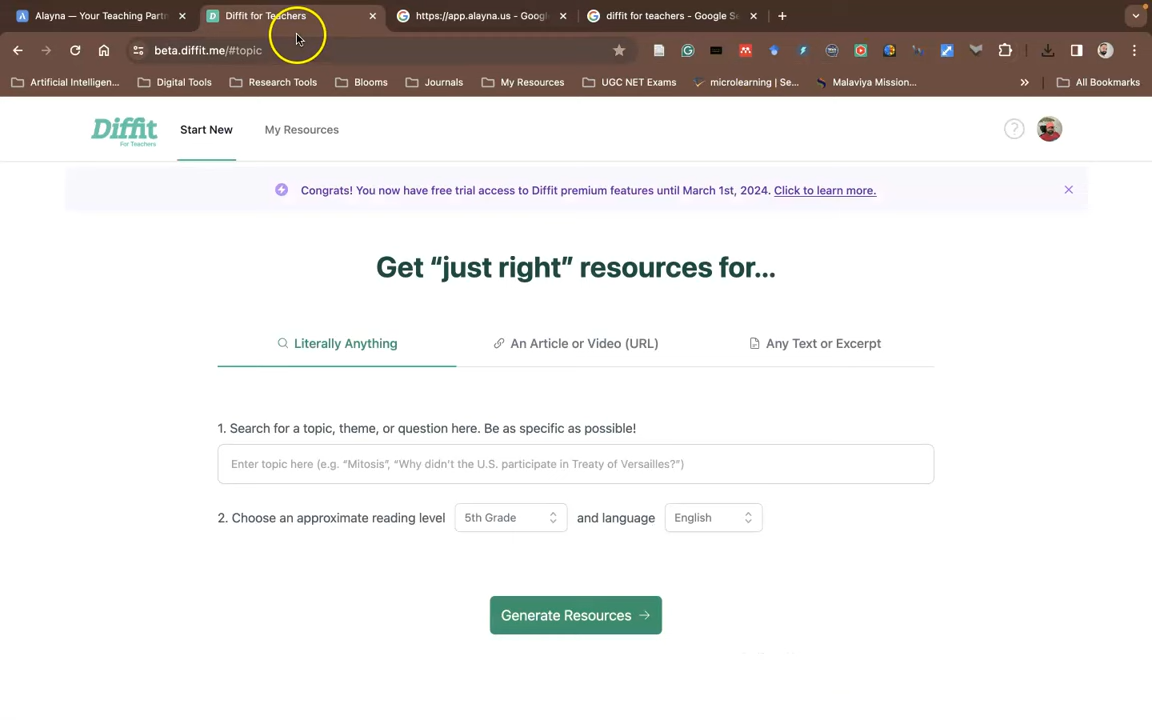 Alayna — Your Teaching Partn
Diffit for Teachers
https://app.alayna.us - Googl
diffit for teachers - Google Se
beta.diffit.me/#topic
Artificial Intelligen...
Digital Tools
Research Tools
Blooms
Journals
My Resources
UGC NET Exams
microlearning | Se...
Malaviya Mission...
»
All Bookmarks
Diffit
For Teachers
Start New
My Resources
?
Congrats! You now have free trial access to Diffit premium features until March 1st, 2024. Click to learn more.
Get “just right” resources for...
Literally Anything
An Article or Video (URL)
Any Text or Excerpt
1. Search for a topic, theme, or question here. Be as specific as possible!
Enter topic here (e.g. “Mitosis”, “Why didn't the U.S. participate in Treaty of Versailles?”)
2. Choose an approximate reading level 5th Grade and language English
Generate Resources →